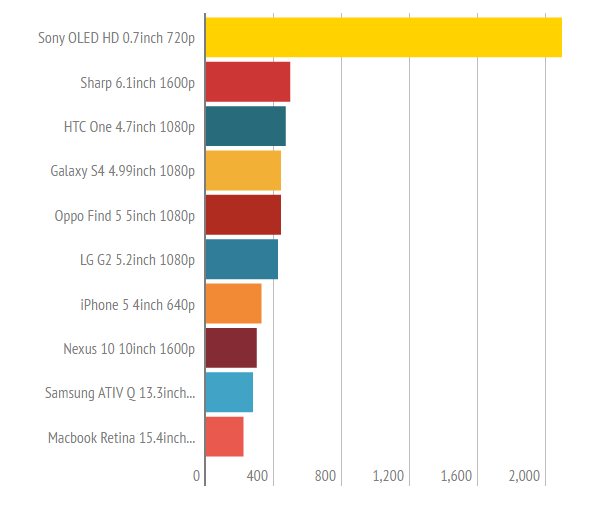 Sony OLED HD 0.7inch 720p
Sharp 6.1inch 1600p
HTC One 4.7inch 1080p
Galaxy S4 4.99inch 1080p
Oppo Find 5 5inch 1080p
LG G2 5.2inch 1080p
iPhone 5 4inch 640p
Nexus 10 10inch 1600p
Samsung ATIV Q 13.3inch...
Macbook Retina 15.4inch...
0 400 800 1,200 1,600 2,000